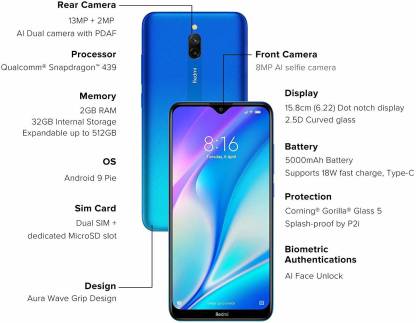 Rear Camera
13MP + 2MP
AI Dual camera with PDAF
Processor
Qualcomm® Snapdragon™ 439
Memory
2GB RAM
32GB Internal Storage
Expandable up to 512GB
OS
Android 9 Pie
Sim Card
Dual SIM +
dedicated MicroSD slot
Design
Aura Wave Grip Design
Redmi
Front Camera
8MP AI selfie camera
Display
15.8cm (6.22) Dot notch display
2.5D Curved glass
Battery
5000mAh Battery
Supports 18W fast charge, Type-C
Protection
Corning® Gorilla® Glass 5
Splash-proof by P2i
Biometric
Authentications
AI Face Unlock
8:16
Tuesday, 6 April
Redmi